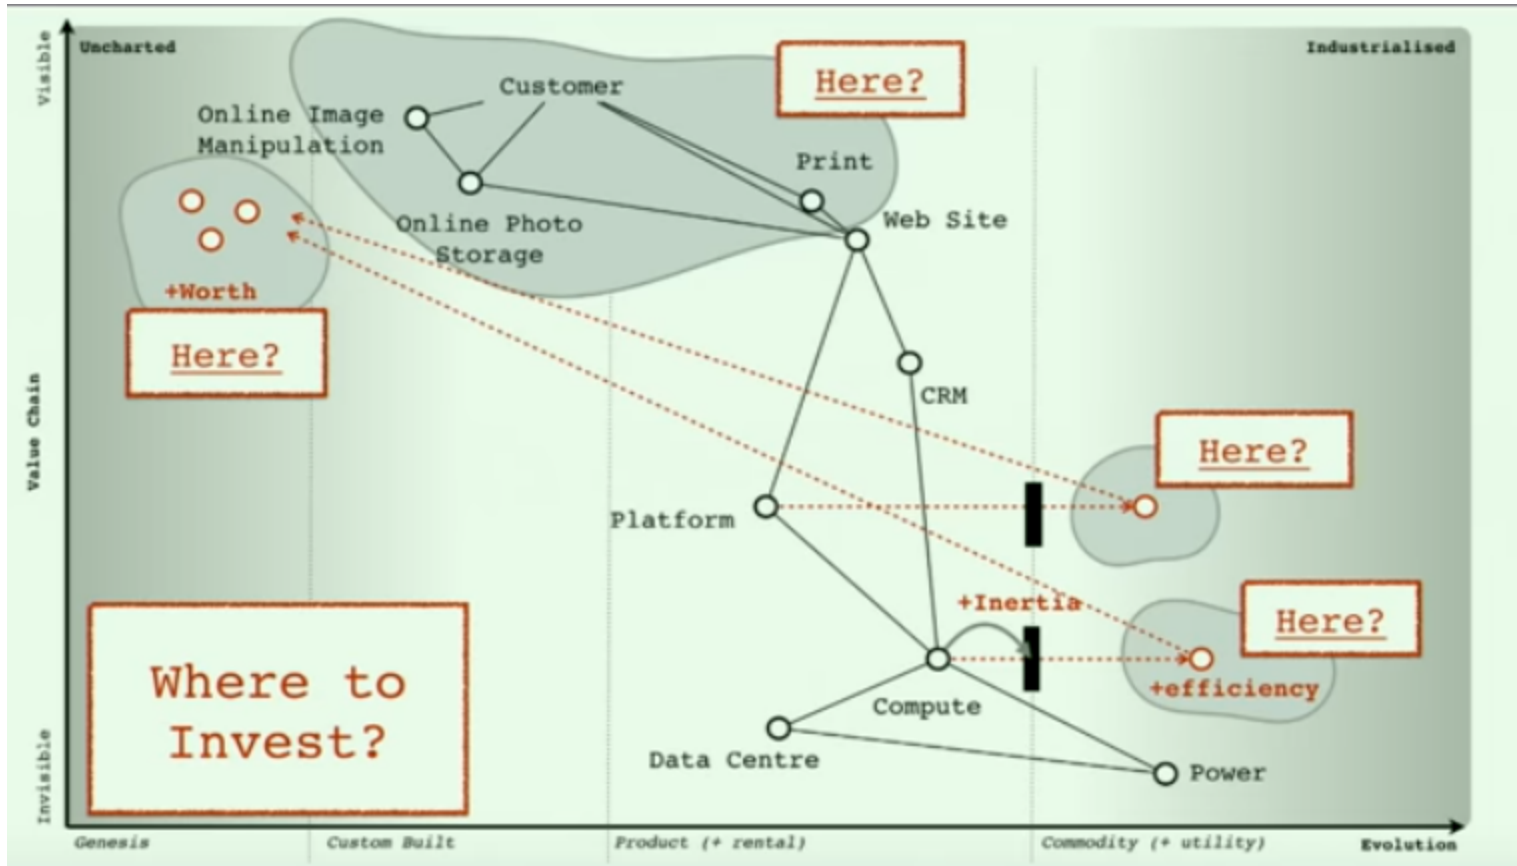 Visible
Uncharted
Industrialised
Customer
Here?
Online Image
Manipulation
Print
Web Site
Online Photo
Storage
+Worth
Here?
Value Chain
CRM
Here?
Platform
+Inertia
Here?
+efficiency
Where to
Invest?
Compute
Data Centre
Power
Invisible
Genesis
Custom Built
Product (+ rental)
Commodity (+ utility)
Evolution